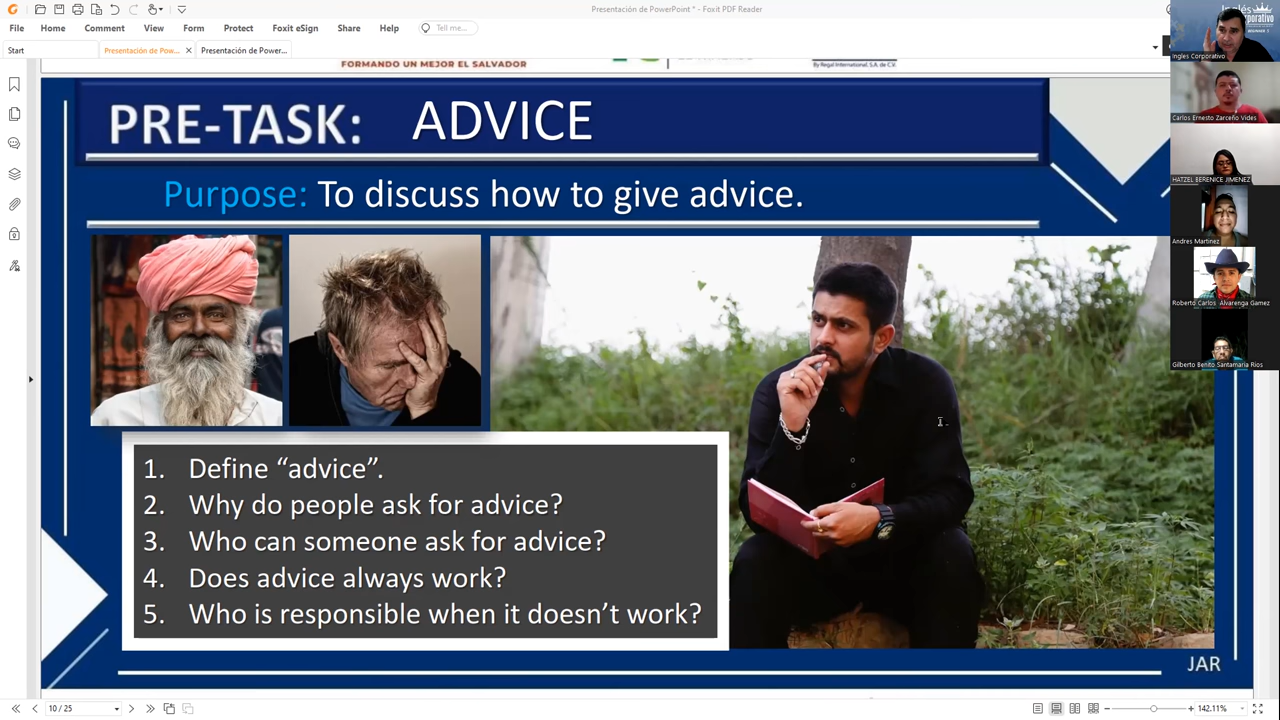 Presentación de PowerPoint * - Foxit PDF Reader
File Home Comment View Form Protect Foxit eSign Share Help Tell me...
Start Presentación de Pow... × Presentación de Power...
FORMANDO UN MEJOR EL SALVADOR
By Regal International, S.A. de C.V.
PRE-TASK: ADVICE
Purpose: To discuss how to give advice.
1. Define “advice”.
2. Why do people ask for advice?
3. Who can someone ask for advice?
4. Does advice always work?
5. Who is responsible when it doesn’t work?
JAR
Inglés
BEGINNER
Ingles Corporativo
Carlos Ernesto Zarceño Vides
HATZEL BERENICE JIMENEZ
Andres Martinez
Roberto Carlos Alvarenga Gamez
Gilberto Benito Santamaria Rios
10 / 25
142.11%